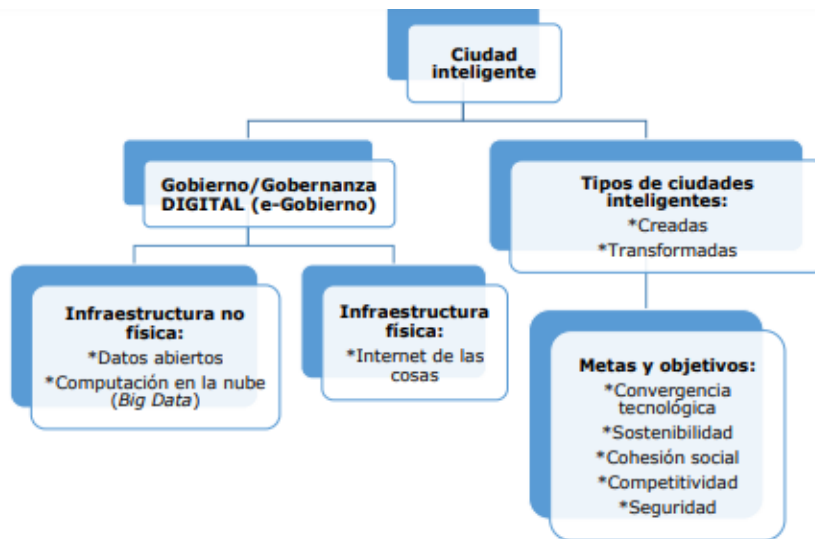 Ciudad
inteligente
Gobierno/Gobernanza
DIGITAL (e-Gobierno)
Tipos de ciudades
inteligentes:
*Creadas
*Transformadas
Infraestructura no
física:
*Datos abiertos
*Computación en la nube
(Big Data)
Infraestructura
física:
*Internet de las
cosas
Metas y objetivos:
*Convergencia
tecnológica
*Sostenibilidad
*Cohesión social
*Competitividad
*Seguridad